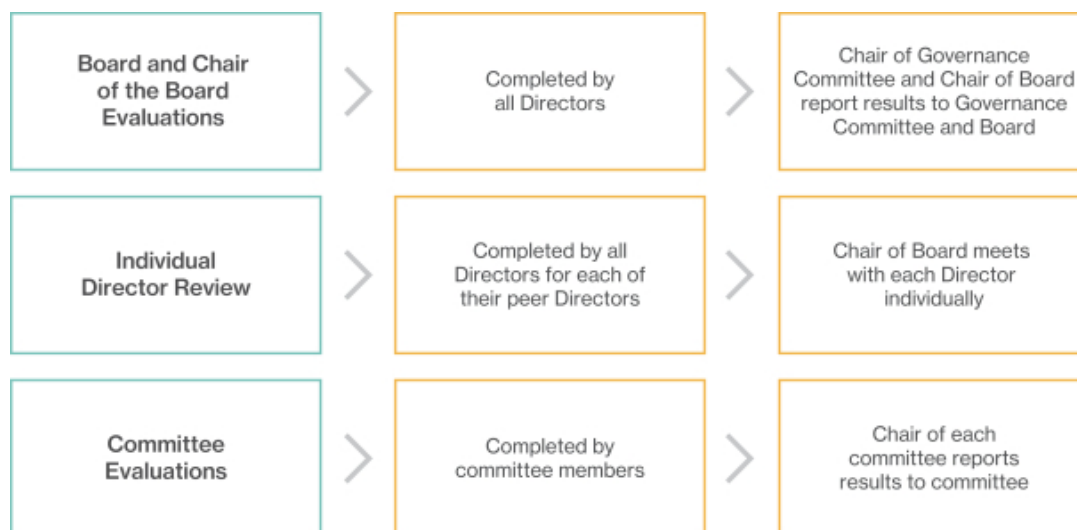 Board and Chair
of the Board
Evaluations
Completed by
all Directors
Chair of Governance
Committee and Chair of Board
report results to Governance
Committee and Board
Individual
Director Review
Completed by all
Directors for each of
their peer Directors
Chair of Board meets
with each Director
individually
Committee
Evaluations
Completed by
committee members
Chair of each
committee reports
results to committee